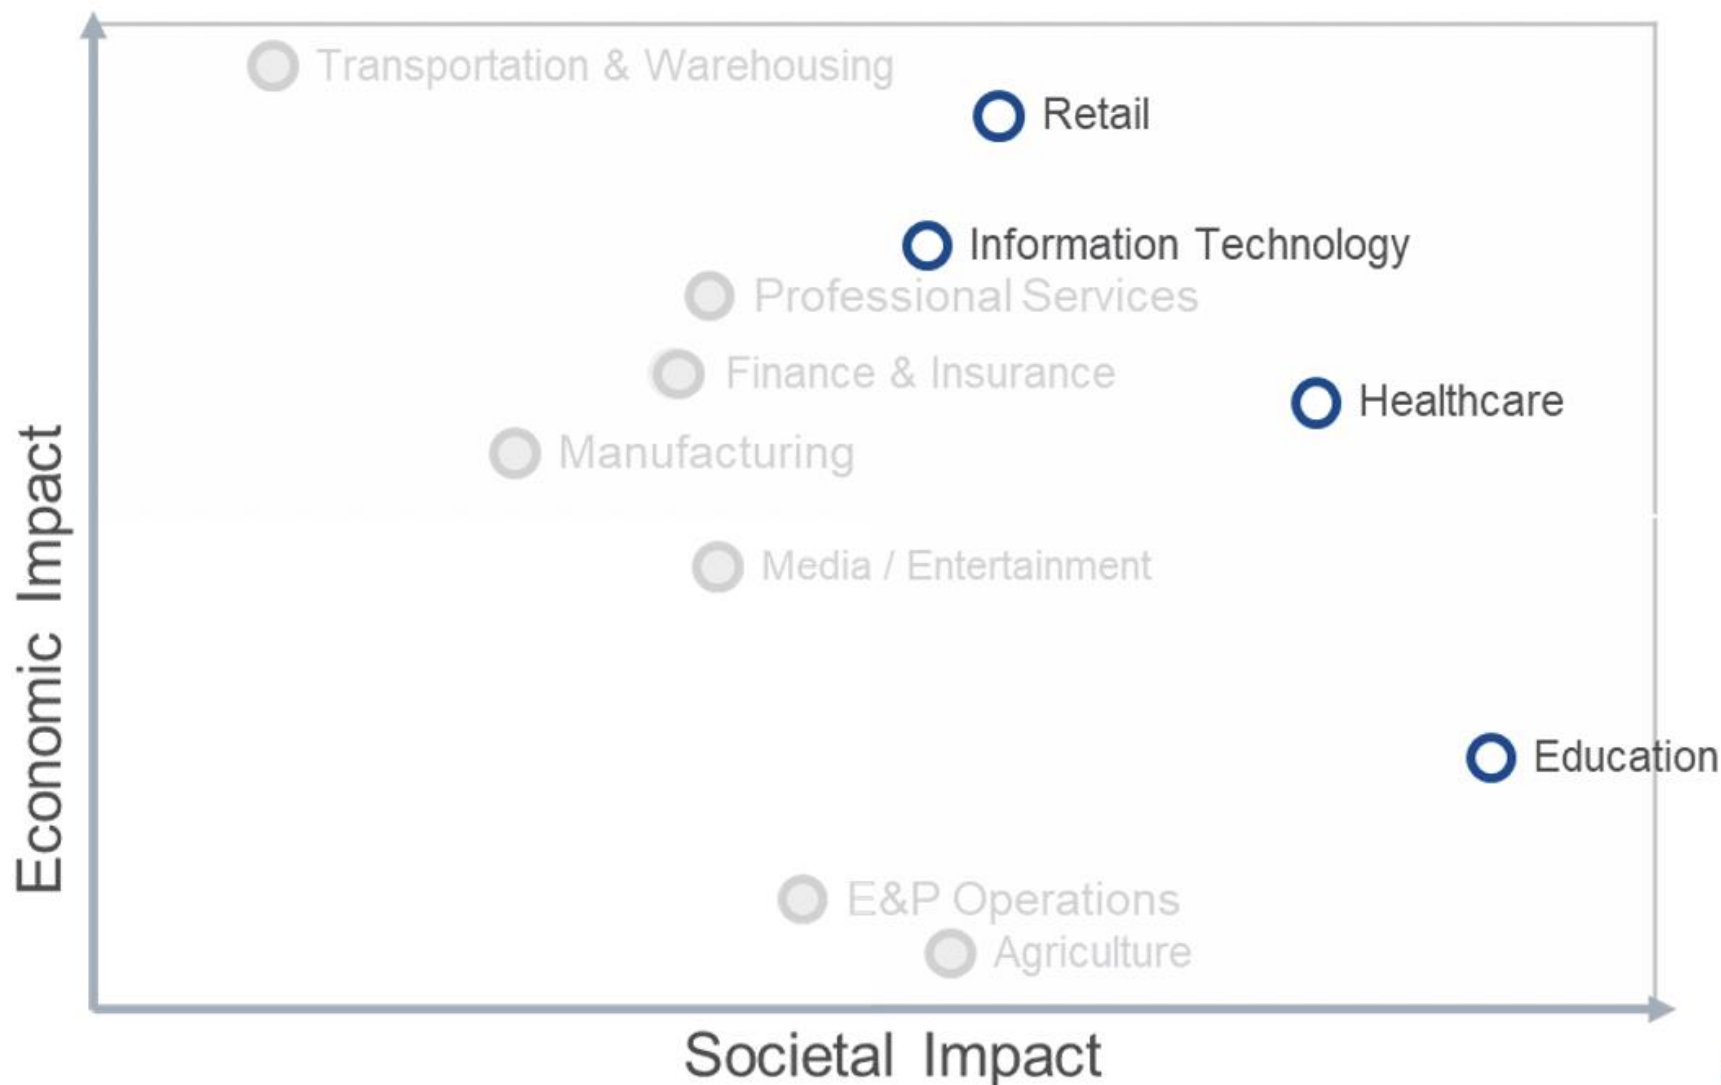 Transportation & Warehousing
Retail
Information Technology
Professional Services
Finance & Insurance
Healthcare
Manufacturing
Media / Entertainment
Education
E&P Operations
Agriculture
Economic Impact
Societal Impact